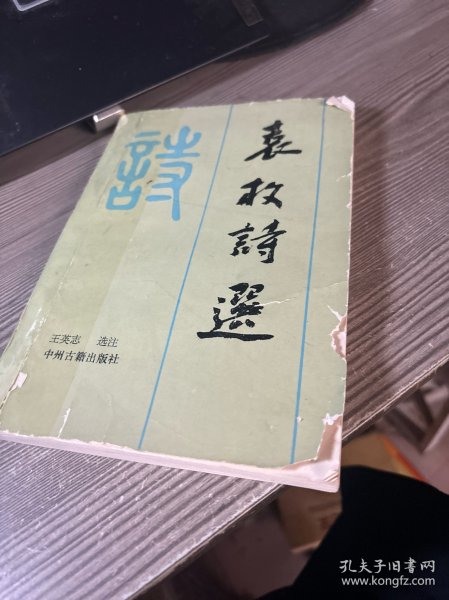 詩
袁枚詩選
王英志 选注
中州古籍出版社
孔夫子旧书网
www.kongfz.com